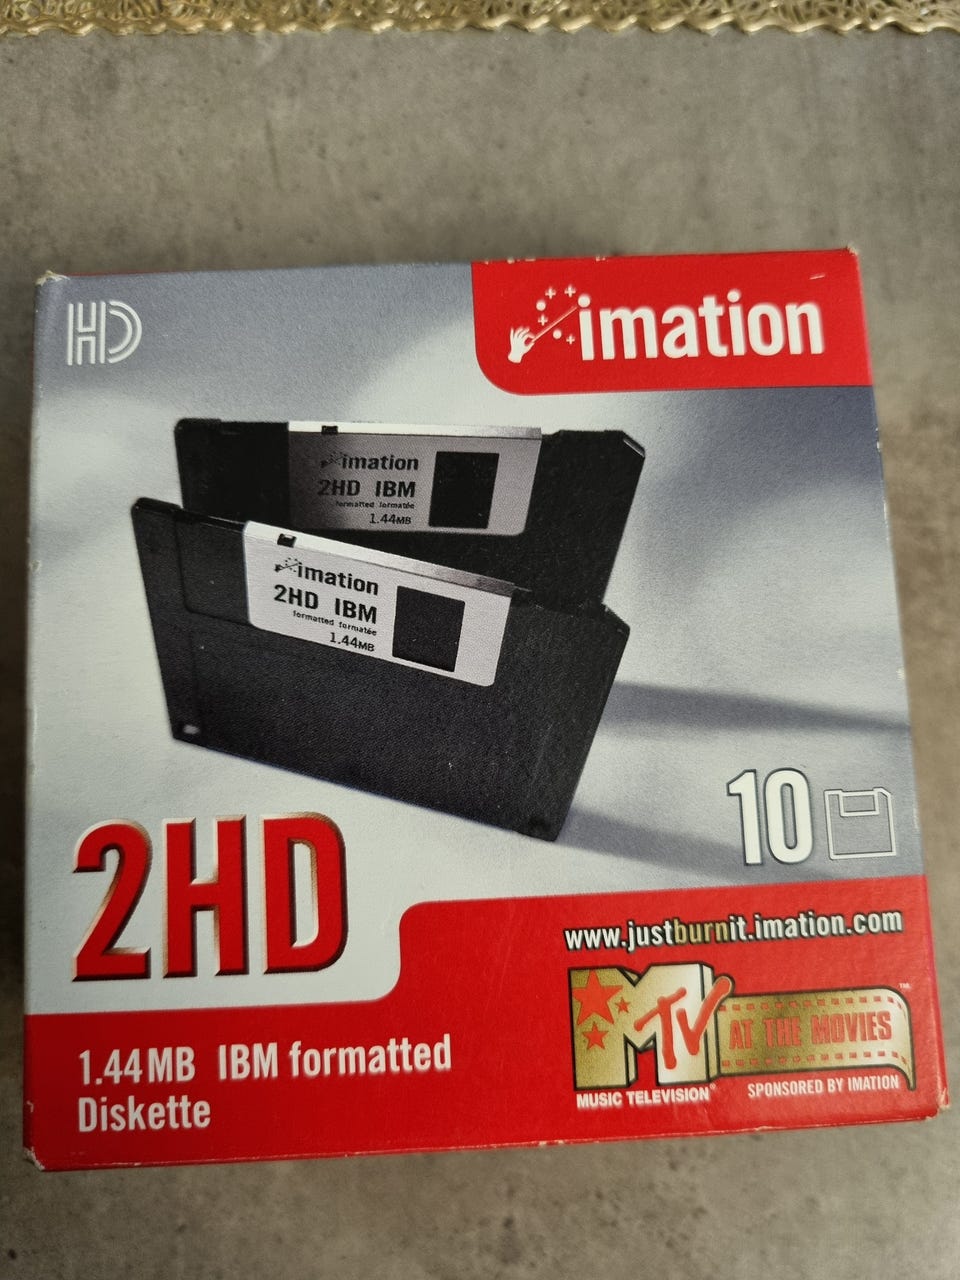 HD
imation
imation
2HD IBM
formatted formatée
1.44MB
imation
2HD IBM
formatted formatée
1.44MB
10
2HD
www.justburnit.imation.com
MTV
MUSIC TELEVISION®
AT THE MOVIES™
SPONSORED BY IMATION
1.44MB IBM formatted
Diskette